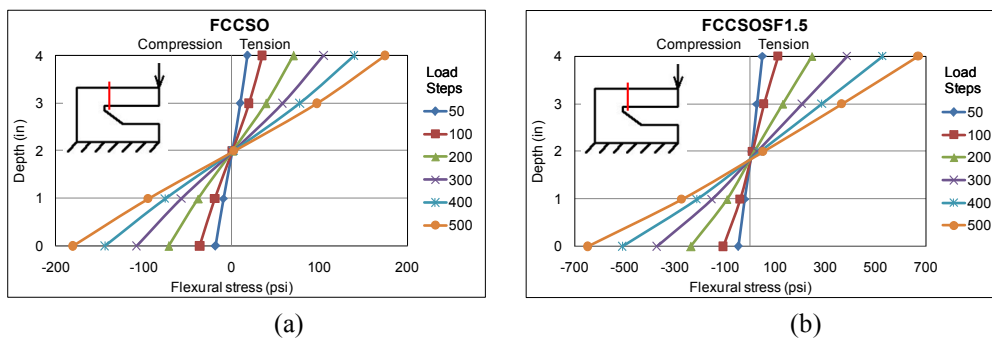 FCCSO
Compression Tension
Load
Steps
50
100
200
300
400
500
Depth (in)
4
3
2
1
0
-200 -100 0 100 200
Flexural stress (psi)
(a)
FCCSOSF1.5
Compression Tension
Load
Steps
50
100
200
300
400
500
Depth (in)
4
3
2
1
0
-700 -500 -300 -100 100 300 500 700
Flexural stress (psi)
(b)